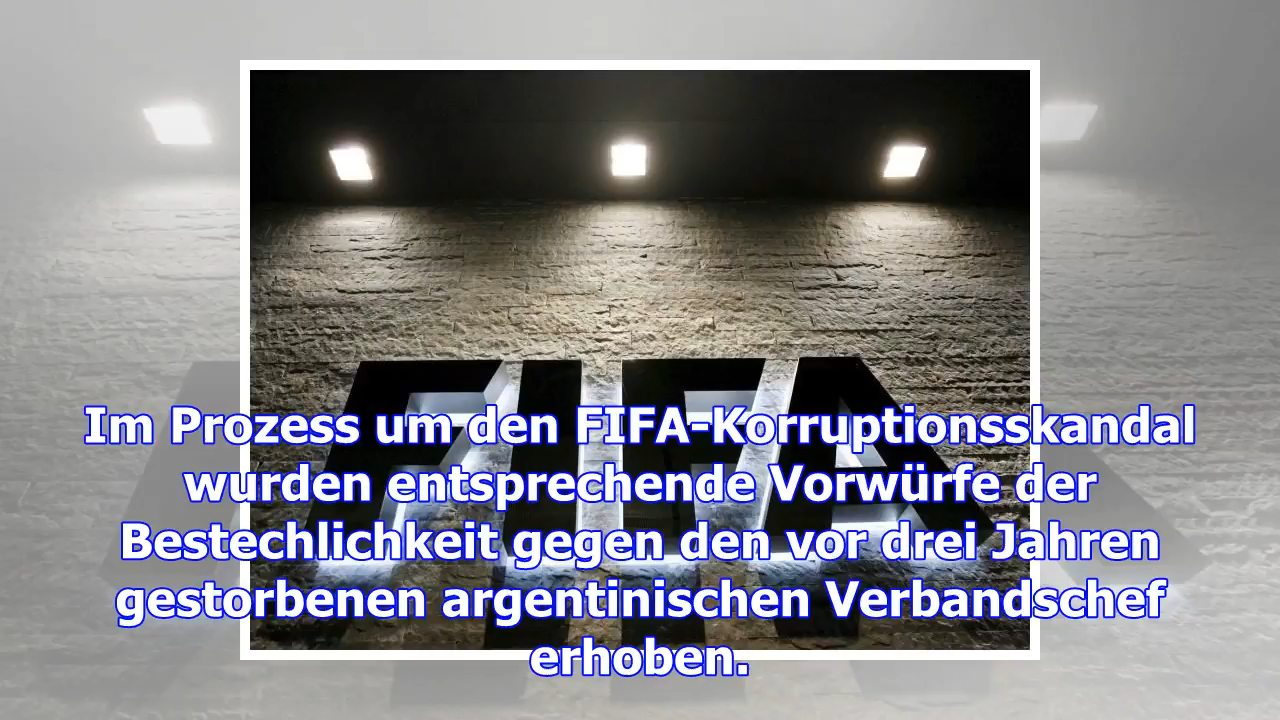 FIFA
Im Prozess um den FIFA-Korruptionsskandal
wurden entsprechende Vorwürfe der
Bestechlichkeit gegen den vor drei Jahren
gestorbenen argentinischen Verbandschef
erhoben.